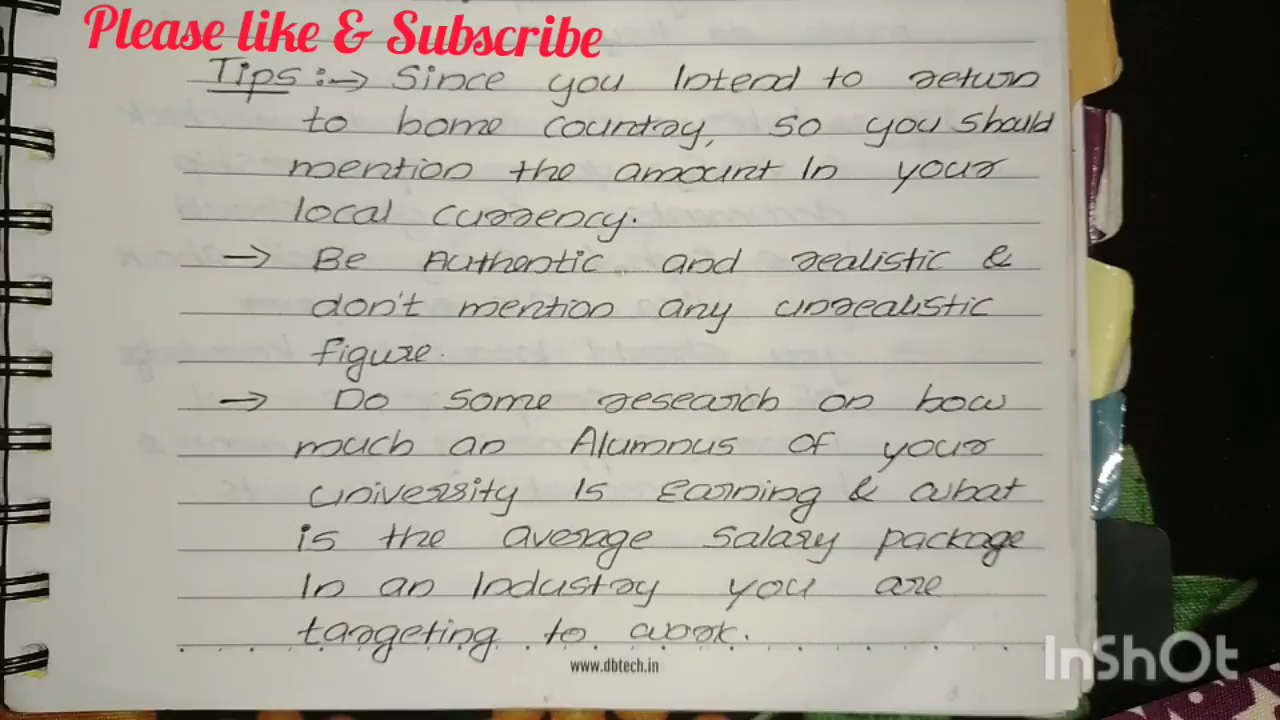 Please like & Subscribe
Tips :→ Since you Intend to return
to home country, so you should
mention the amount In your
local currency.
→ Be Authentic and realistic &
don't mention any unrealistic
figure.
→ Do some research on how
much an Alumnus of your
university Is Earning & what
is the average salary package
In an Industry you are
targeting to work.
www.dbtech.in
InShOt